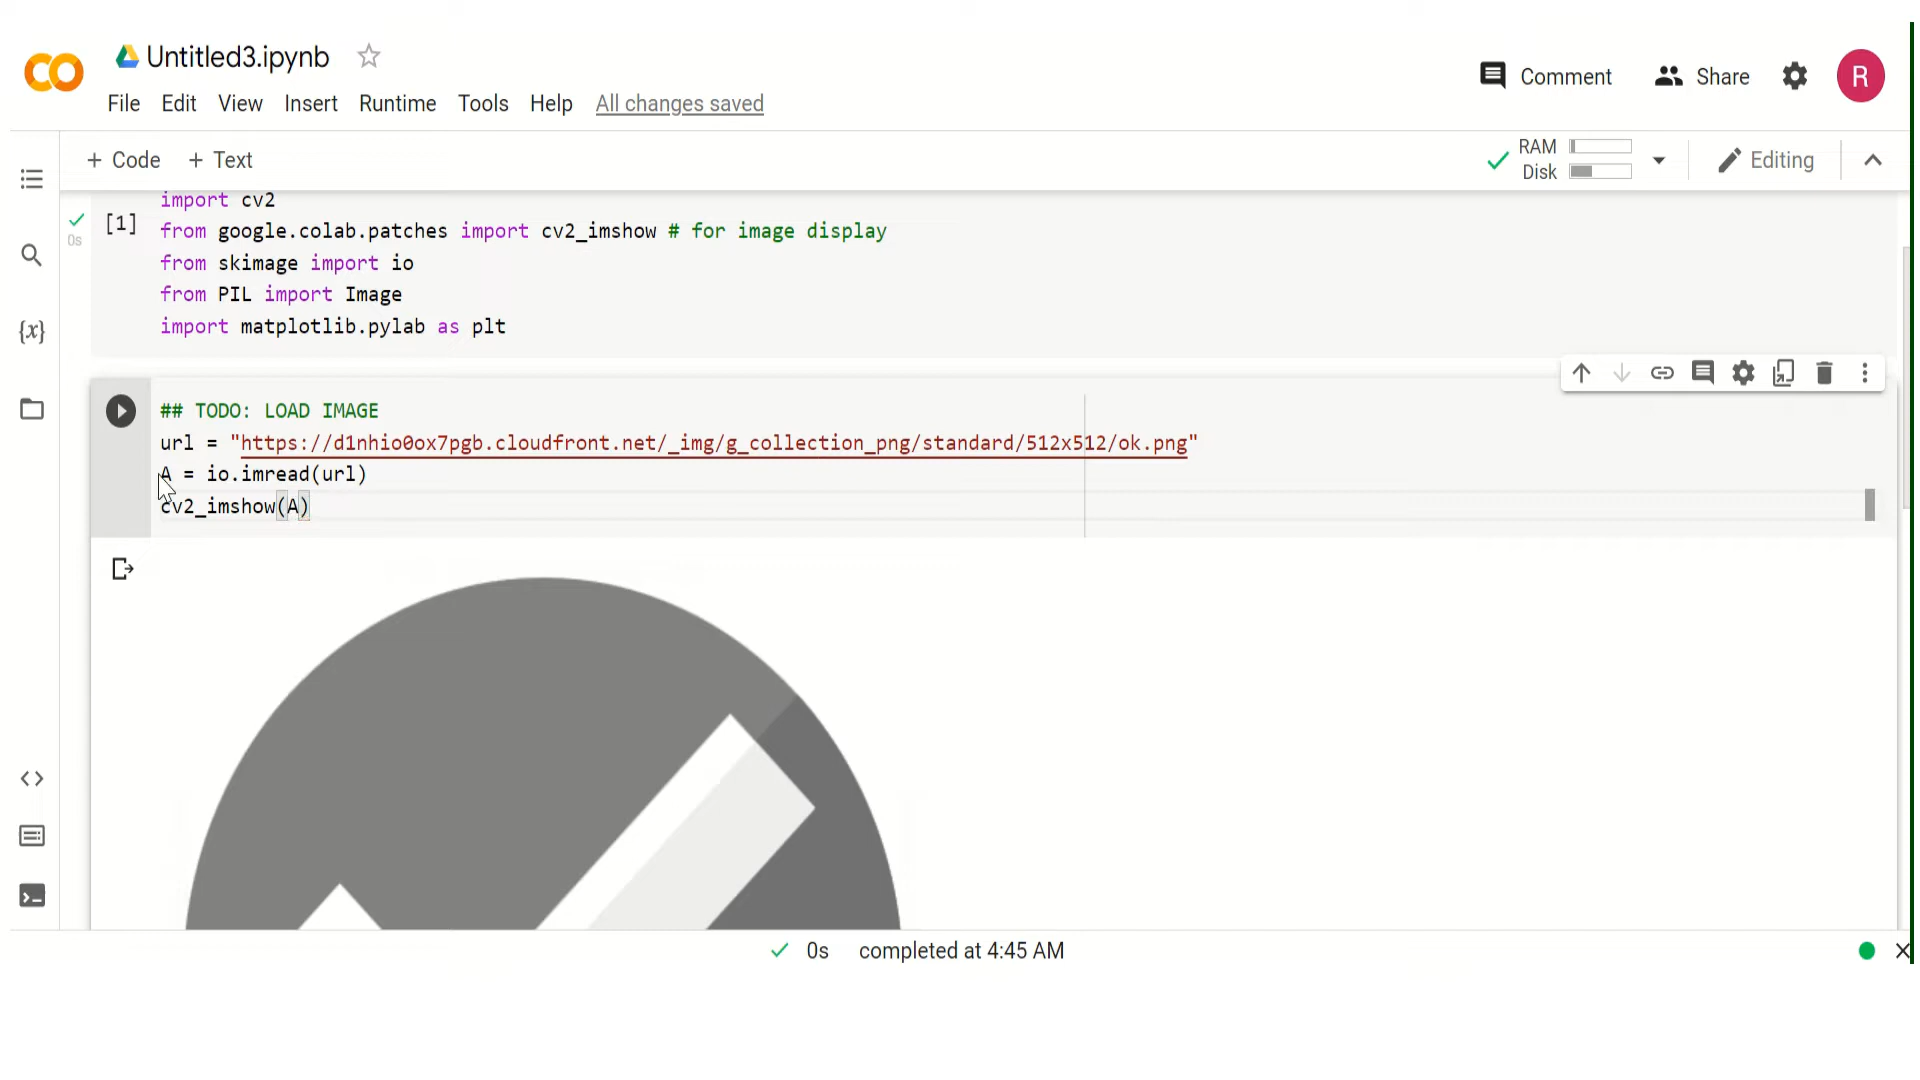 Untitled3.ipynb
Comment Share R
File Edit View Insert Runtime Tools Help All changes saved
+ Code + Text
RAM
Disk
Editing
import cv2
[1]
0s
from google.colab.patches import cv2_imshow # for image display
from skimage import io
from PIL import Image
import matplotlib.pylab as plt
{x}
## TODO: LOAD IMAGE
url = "https://d1nhio0ox7pgb.cloudfront.net/_img/g_collection_png/standard/512x512/ok.png"
A = io.imread(url)
cv2_imshow(A)
0s completed at 4:45 AM